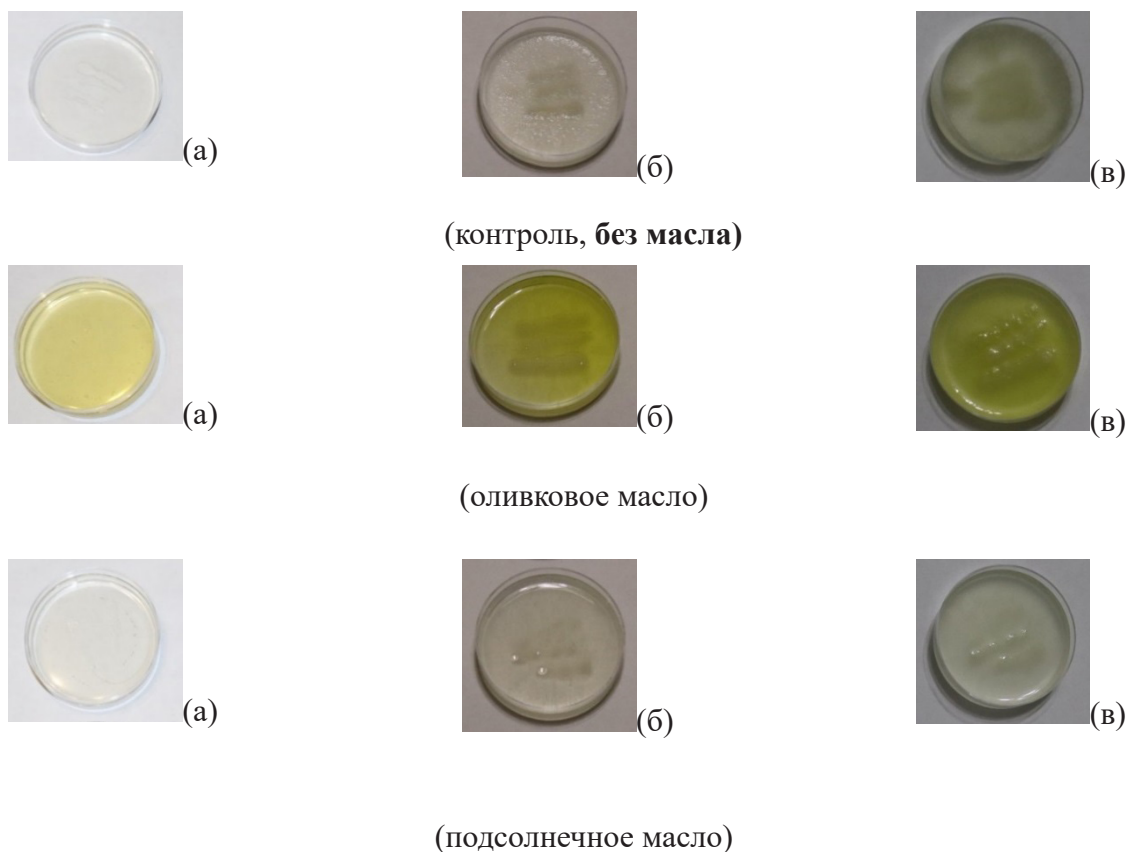 (а) (б) (в)
(контроль, без масла)
(а) (б) (в)
(оливковое масло)
(а) (б) (в)
(подсолнечное масло)